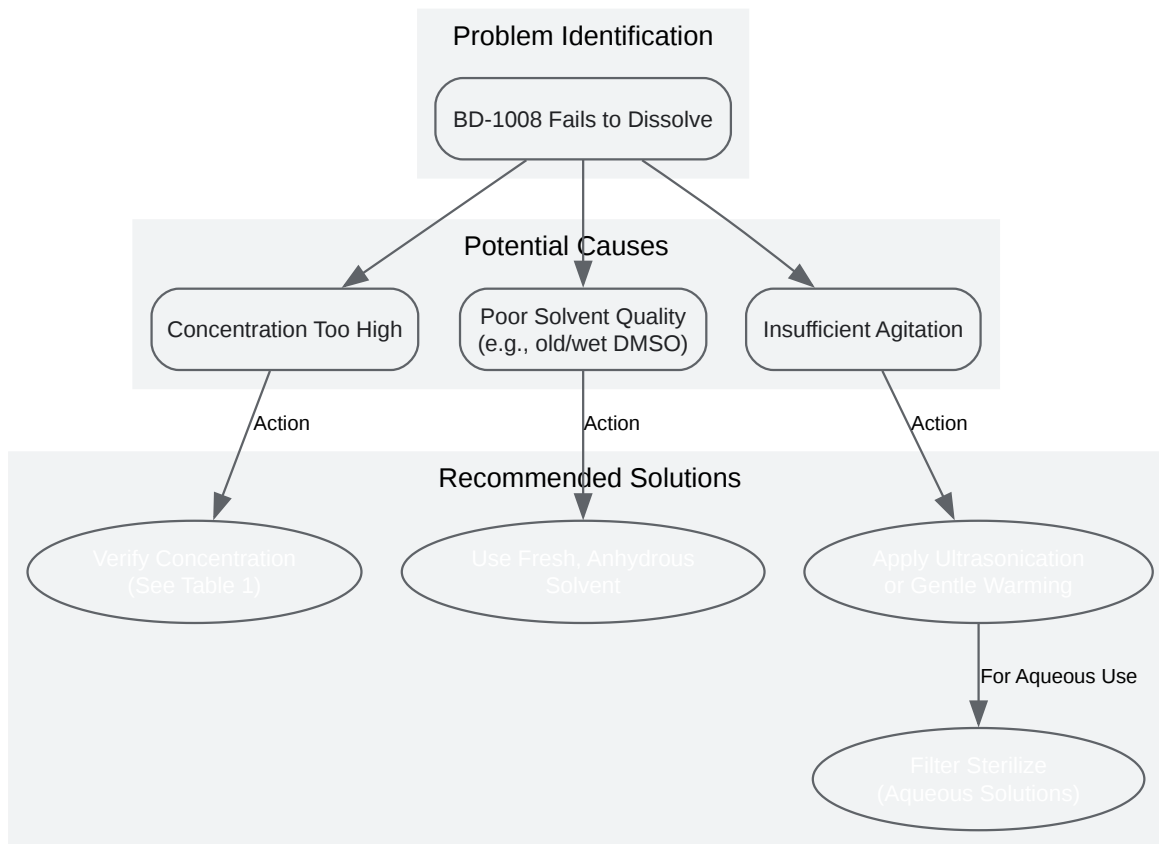 Problem Identification
BD-1008 Fails to Dissolve
Potential Causes
Concentration Too High
Poor Solvent Quality
(e.g., old/wet DMSO)
Insufficient Agitation
Action
Action
Action
Recommended Solutions
Verify Concentration
(See Table 1)
Use Fresh, Anhydrous
Solvent
Apply Ultrasonication
or Gentle Warming
For Aqueous Use
Filter Sterilize
(Aqueous Solutions)